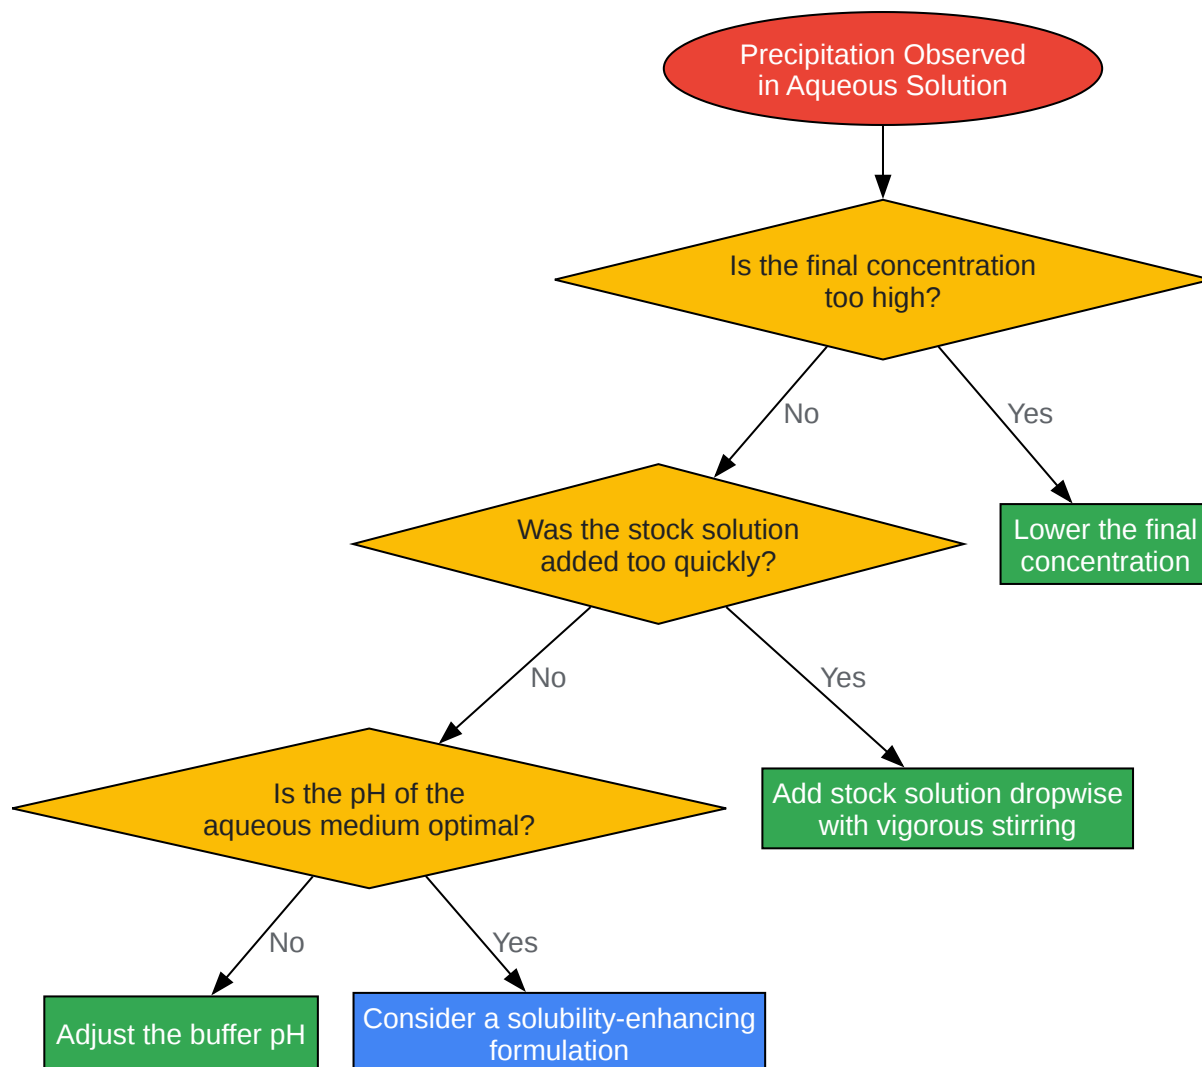 Precipitation Observed
in Aqueous Solution
Is the final concentration
too high?
No
Yes
Was the stock solution
added too quickly?
Lower the final
concentration
No
Yes
Is the pH of the
aqueous medium optimal?
Add stock solution dropwise
with vigorous stirring
No
Yes
Adjust the buffer pH
Consider a solubility-enhancing
formulation